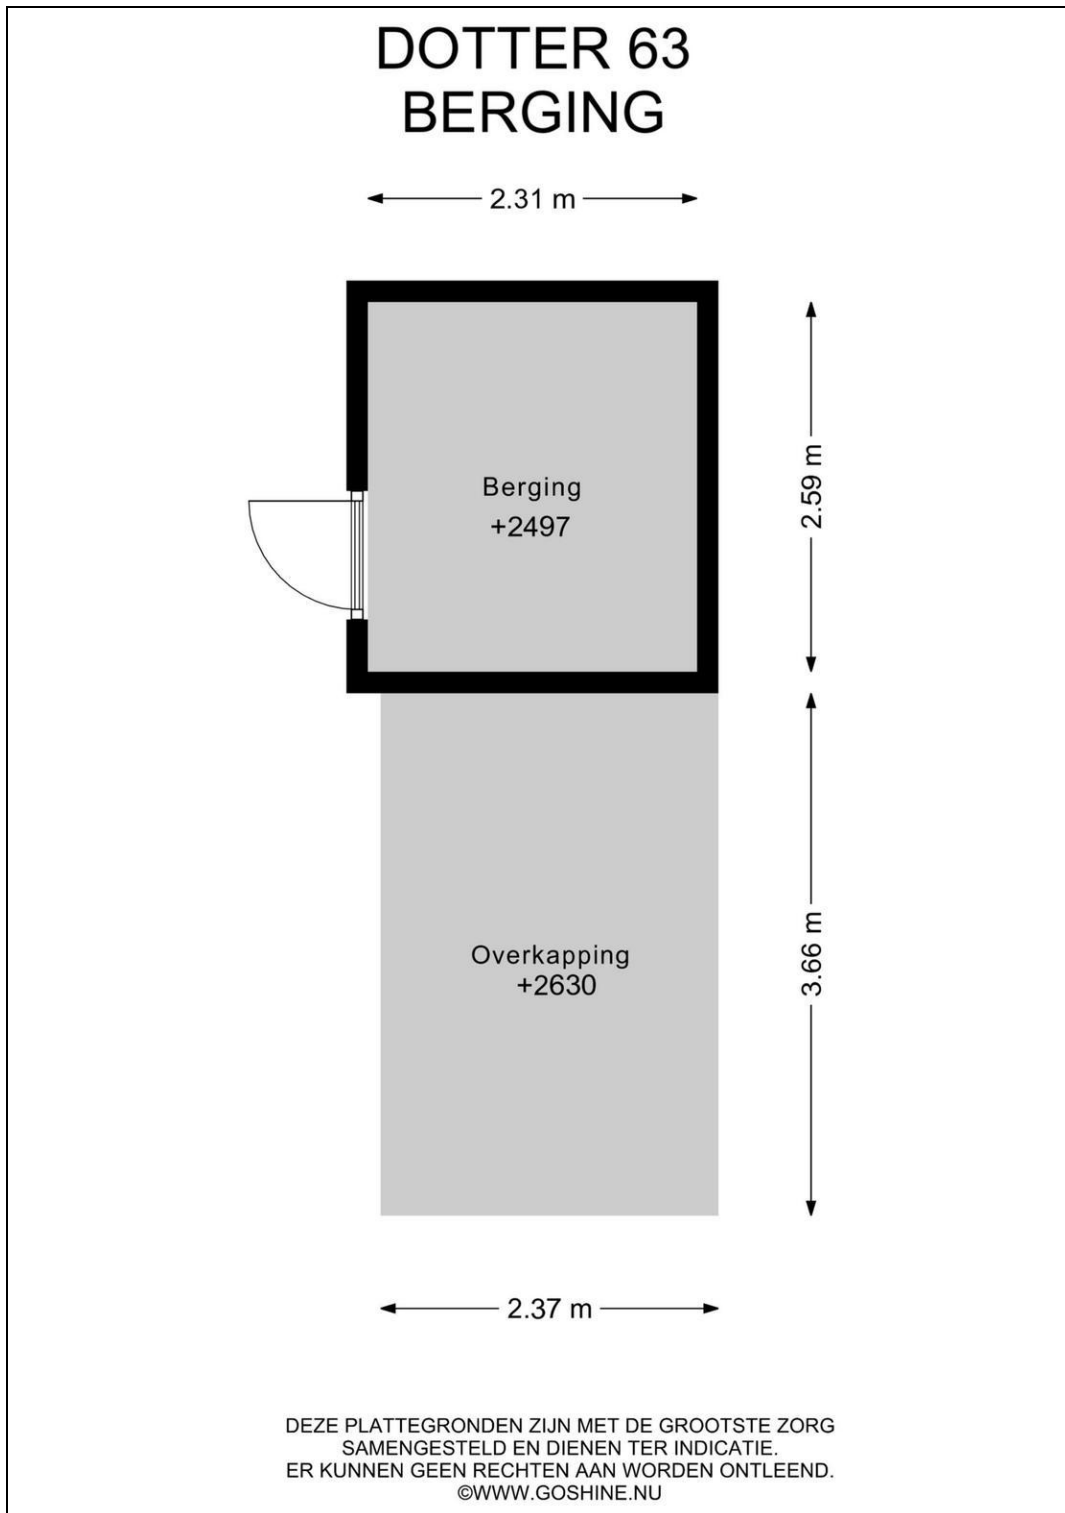 DOTTER 63
BERGING
2.31 m
Berging
+2497
2.59 m
Overkapping
+2630
3.66 m
2.37 m
DEZE PLATTEGRONDEN ZIJN MET DE GROOTSTE ZORG
SAMENGESTELD EN DIENEN TER INDICATIE.
ER KUNNEN GEEN RECHTEN AAN WORDEN ONTLEEND.
©WWW.GOSHINE.NU